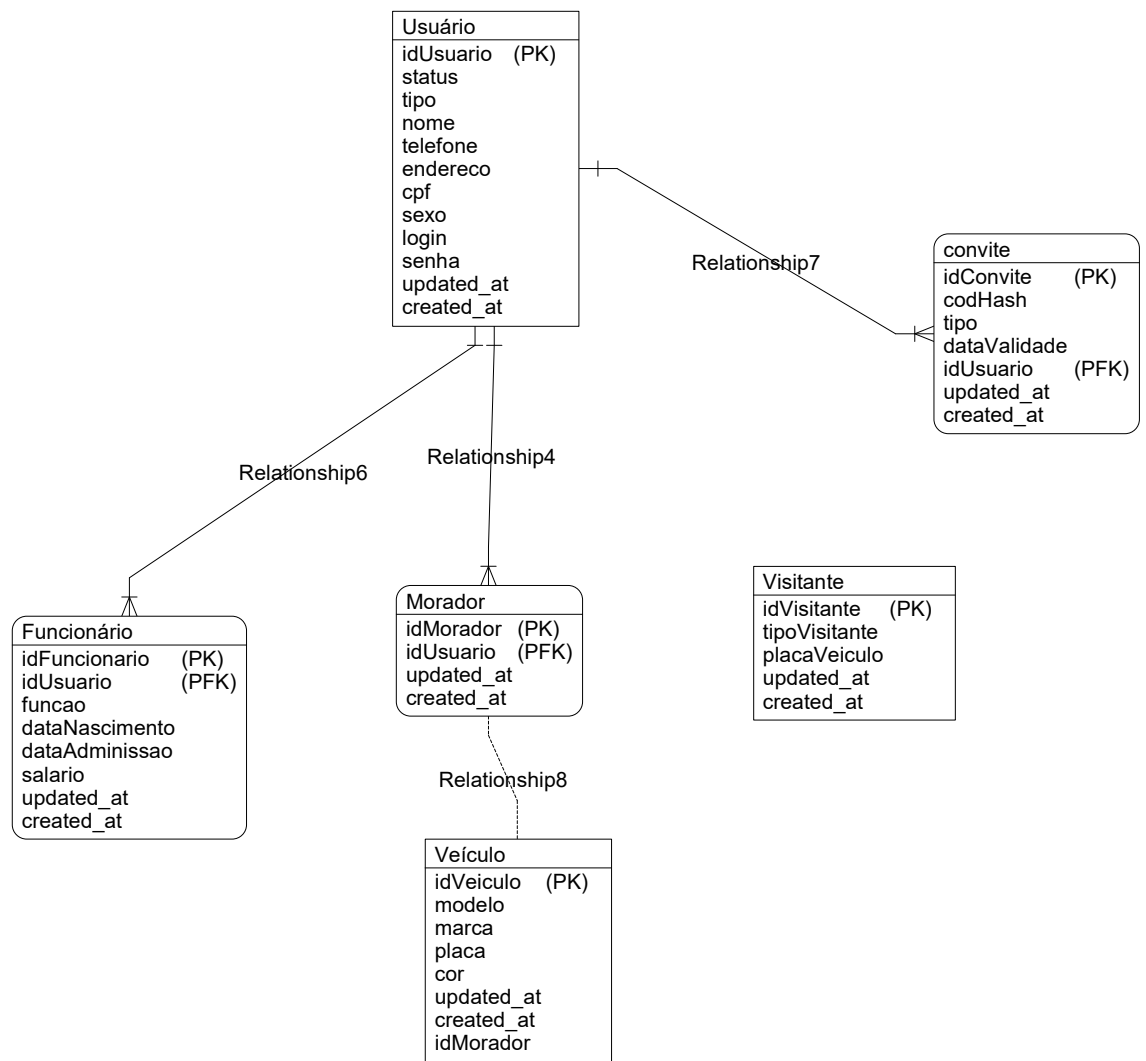 Usuário
idUsuario (PK)
status
tipo
nome
telefone
endereco
cpf
sexo
login
senha
updated_at
created_at
Relationship7
convite
idConvite (PK)
codHash
tipo
dataValidade
idUsuario (PFK)
updated_at
created_at
Relationship6
Relationship4
Funcionário
idFuncionario (PK)
idUsuario (PFK)
funcao
dataNascimento
dataAdminissao
salario
updated_at
created_at
Morador
idMorador (PK)
idUsuario (PFK)
updated_at
created_at
Visitante
idVisitante (PK)
tipoVisitante
placaVeiculo
updated_at
created_at
Relationship8
Veículo
idVeiculo (PK)
modelo
marca
placa
cor
updated_at
created_at
idMorador